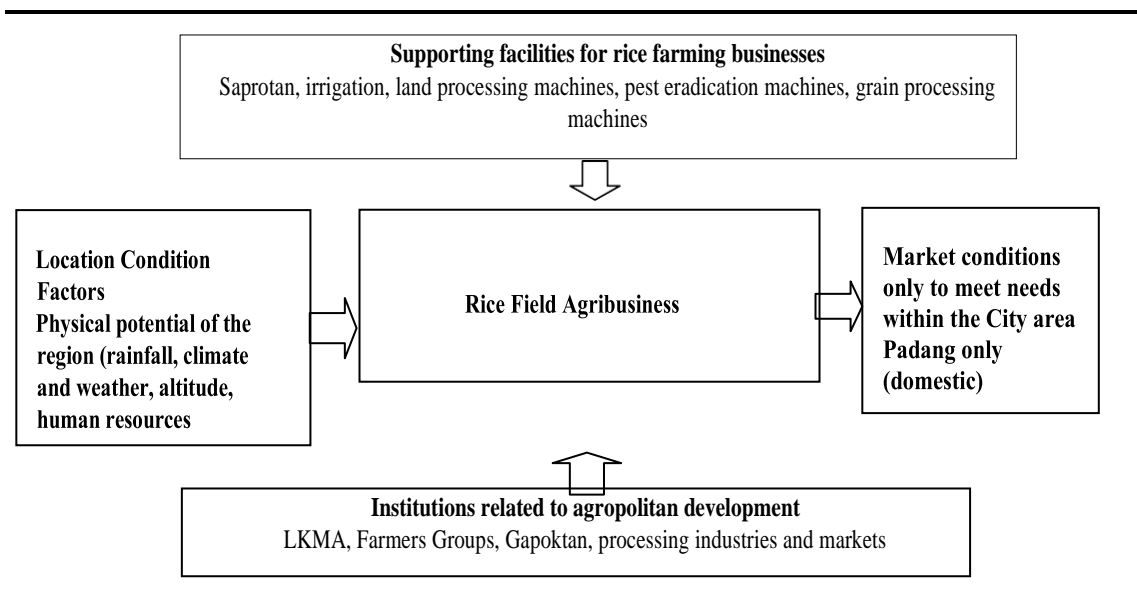 Supporting facilities for rice farming businesses
Saprotan, irrigation, land processing machines, pest eradication machines, grain processing
machines
Location Condition
Factors
Physical potential of the
region (rainfall, climate
and weather, altitude,
human resources
Rice Field Agribusiness
Market conditions
only to meet needs
within the City area
Padang only
(domestic)
Institutions related to agropolitan development
LKMA, Farmers Groups, Gapoktan, processing industries and markets